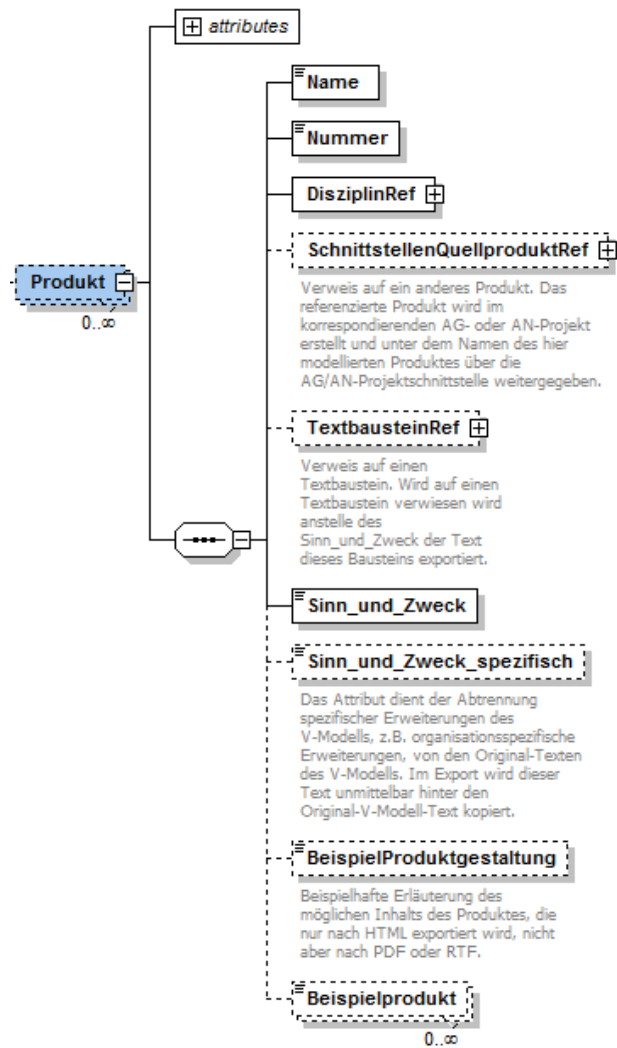 attributes
Name
Nummer
DisziplinRef
SchnittstellenQuellproduktRef
Produkt
0..∞
Verweis auf ein anderes Produkt. Das
referenzierte Produkt wird im
korrespondierenden AG- oder AN-Projekt
erstellt und unter dem Namen des hier
modellierten Produktes über die
AG/AN-Projektschnittstelle weitergegeben.
TextbausteinRef
Verweis auf einen
Textbaustein. Wird auf einen
Textbaustein verwiesen wird
anstelle des
Sinn_und_Zweck der Text
dieses Bausteins exportiert.
Sinn_und_Zweck
Sinn_und_Zweck_spezifisch
Das Attribut dient der Abtrennung
spezifischer Erweiterungen des
V-Modells, z.B. organisationsspezifische
Erweiterungen, von den Original-Texten
des V-Modells. Im Export wird dieser
Text unmittelbar hinter den
Original-V-Modell-Text kopiert.
BeispielProduktgestaltung
Beispielhafte Erläuterung des
möglichen Inhalts des Produktes, die
nur nach HTML exportiert wird, nicht
aber nach PDF oder RTF.
Beispielprodukt
0..∞